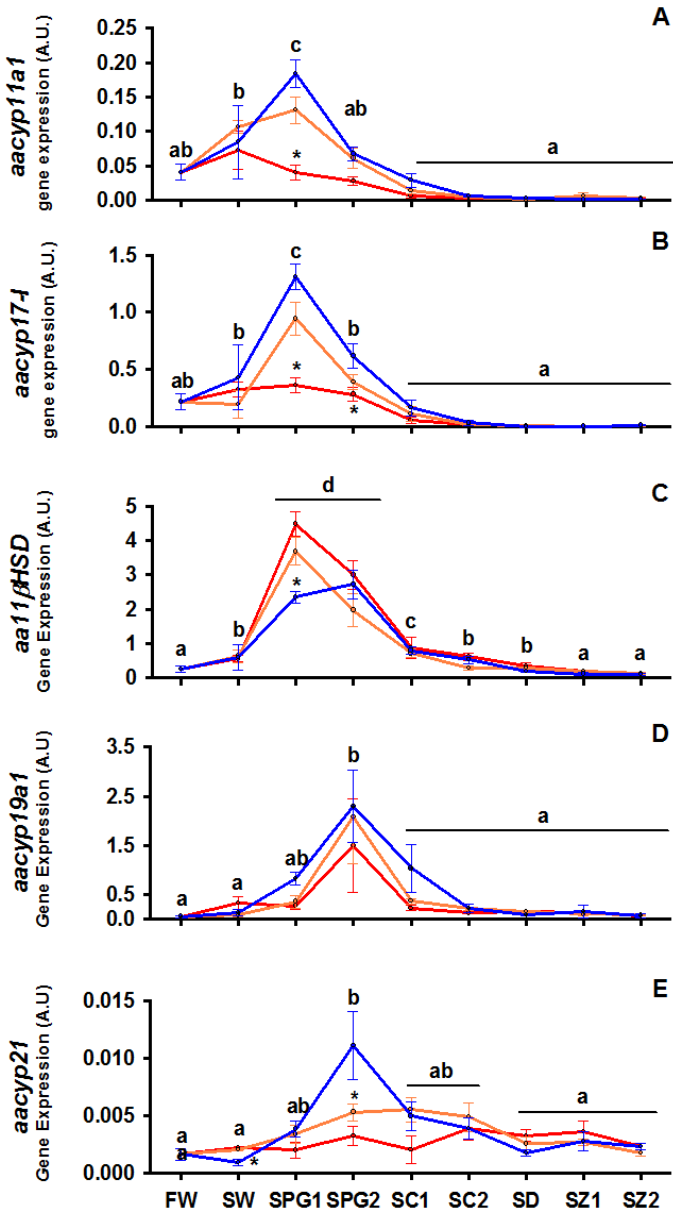 A
aacyp11a1
gene expression (A.U.)
0.25
0.20
0.15
0.10
0.05
0.00
ab
b
c
*
ab
a
B
aacyp17-I
gene expression (A.U.)
1.5
1.0
0.5
0.0
ab
b
c
*
b
*
a
C
aa11βHSD
Gene Expression (A.U.)
5
4
3
2
1
0
a
b
d
*
c
b
b
a
a
D
aacyp19a1
Gene Expression (A.U)
3.5
2.5
1.5
0.5
0.0
a
a
ab
b
a
E
aacyp21
Gene Expression (A.U)
0.015
0.010
0.005
0.000
a
a
a
*
ab
b
*
ab
a
FW SW SPG1 SPG2 SC1 SC2 SD SZ1 SZ2